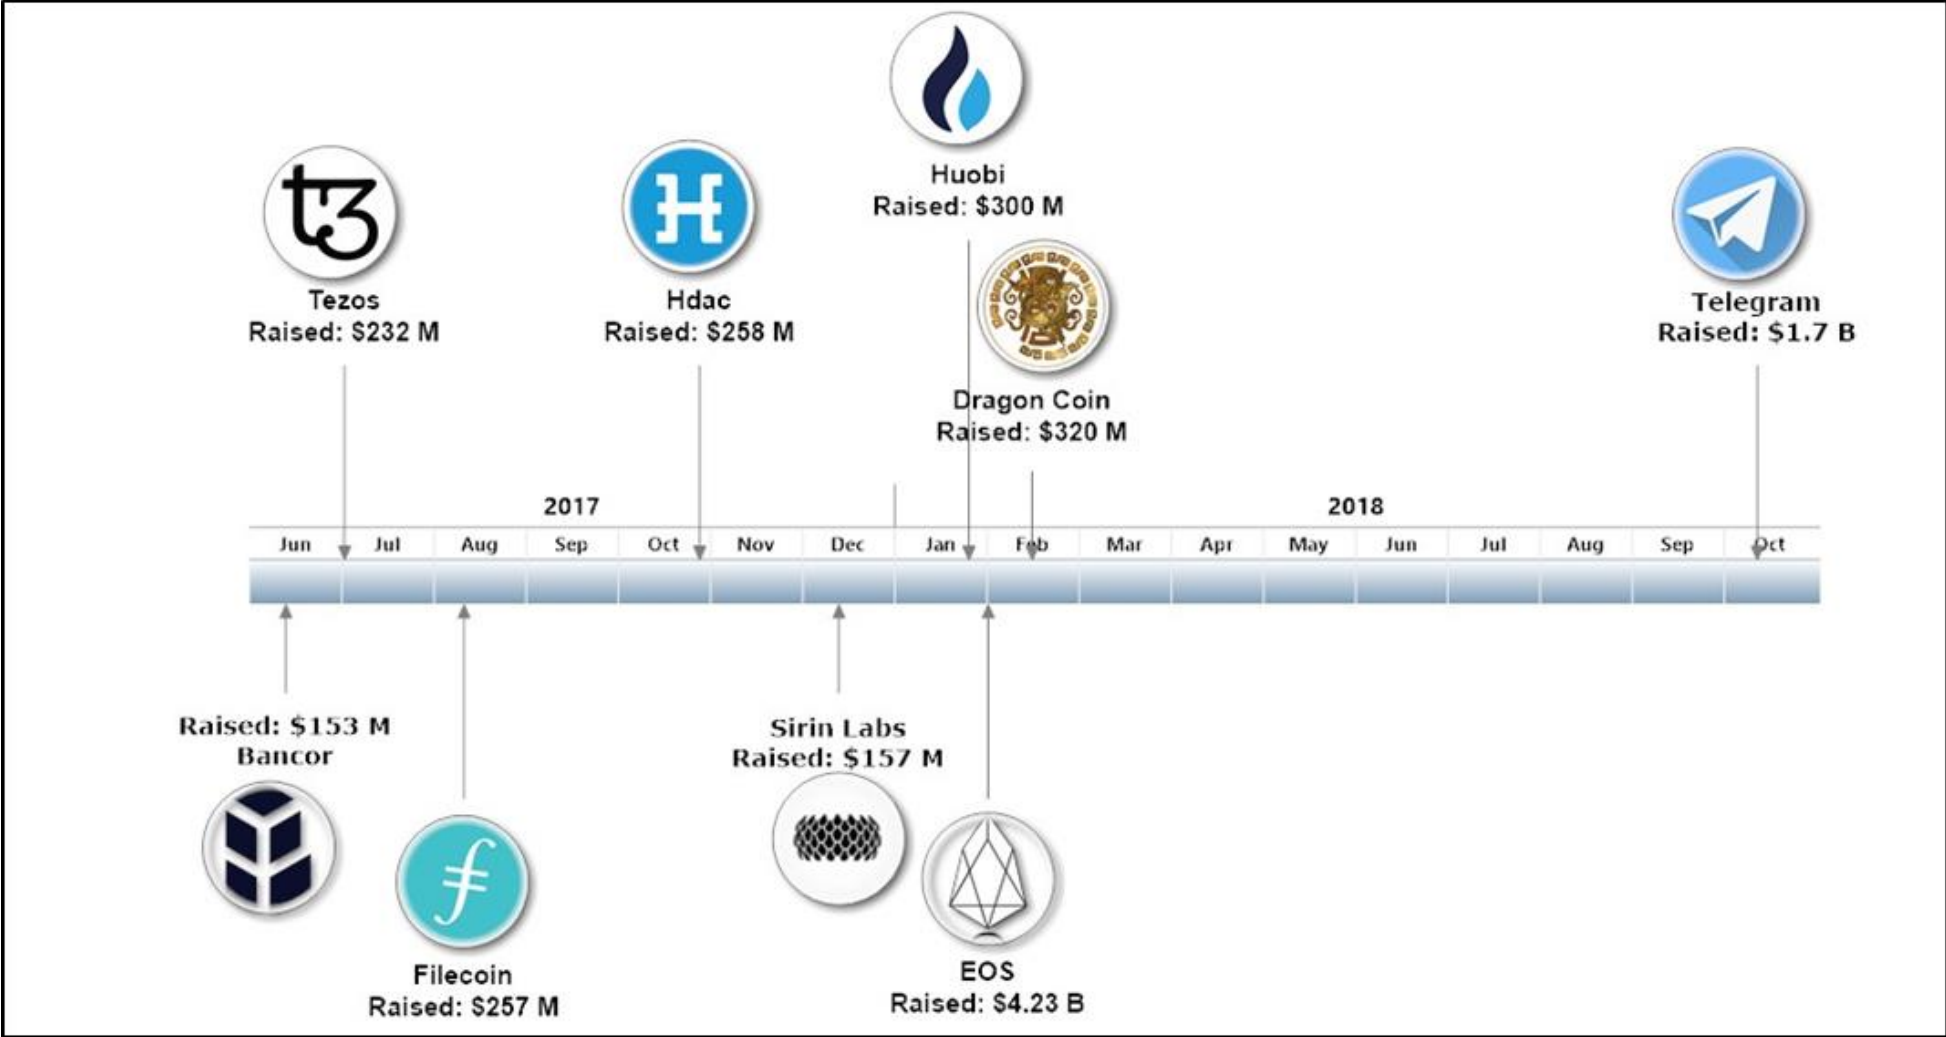 Huobi
Raised: $300 M
Tezos
Raised: $232 M
Hdac
Raised: $258 M
Telegram
Raised: $1.7 B
Dragon Coin
Raised: $320 M
2017 2018
Jun Jul Aug Sep Oct Nov Dec Jan Feb Mar Apr May Jun Jul Aug Sep Oct
Raised: $153 M
Bancor
Sirin Labs
Raised: $157 M
Filecoin
Raised: $257 M
EOS
Raised: $4.23 B